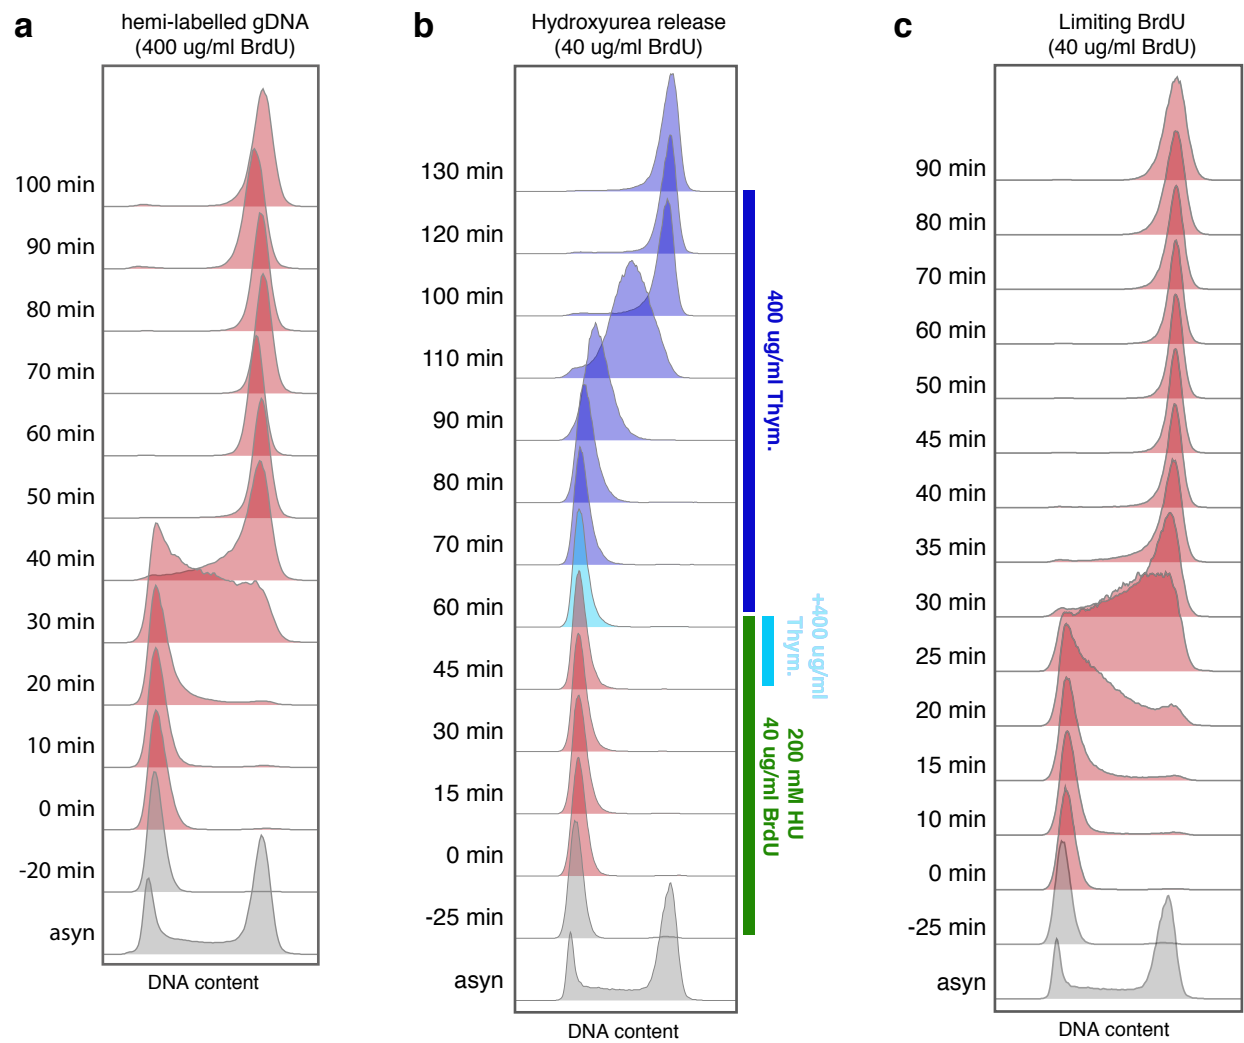 a
hemi-labelled gDNA
(400 ug/ml BrdU)
100 min
90 min
80 min
70 min
60 min
50 min
40 min
30 min
20 min
10 min
0 min
-20 min
asyn
DNA content
b
Hydroxyurea release
(40 ug/ml BrdU)
130 min
120 min
100 min
110 min
90 min
80 min
70 min
60 min
45 min
30 min
15 min
0 min
-25 min
asyn
DNA content
400 ug/ml Thym.
+400 ug/ml
Thym.
200 mM HU
40 ug/ml BrdU
c
Limiting BrdU
(40 ug/ml BrdU)
90 min
80 min
70 min
60 min
50 min
45 min
40 min
35 min
30 min
25 min
20 min
15 min
10 min
0 min
-25 min
asyn
DNA content